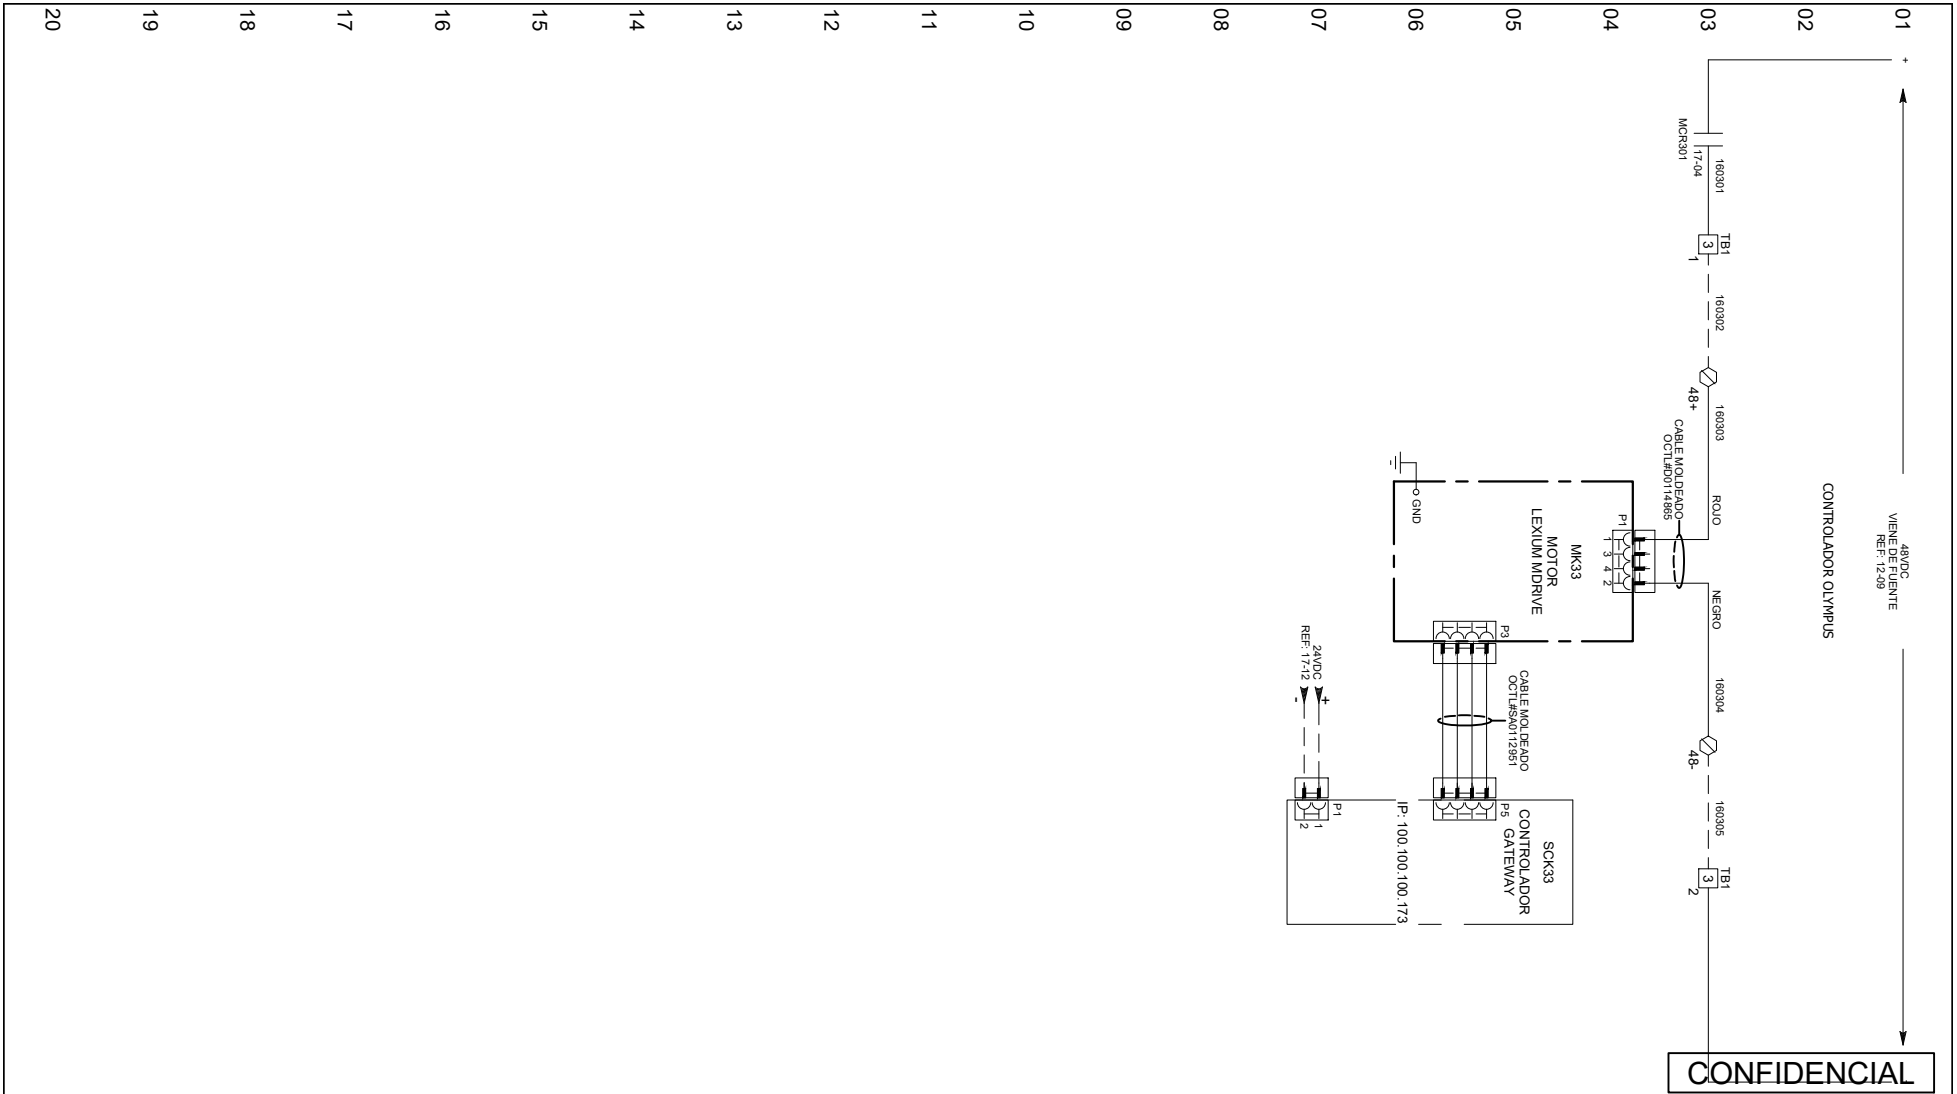 01
02
03
04
05
06
07
08
09
10
11
12
13
14
15
16
17
18
19
20
+
48VDC
VIENE DE FUENTE
REF: 12-09
CONTROLADOR OLYMPUS
MCR301
17-04
160301
TB1
3
1
160302
48+
160303
ROJO
CABLE MOLDEADO
OCTL#D0114865
NEGRO
160304
48-
160305
TB1
3
2
P1
1
3
4
2
MK33
MOTOR
LEXIUM MDRIVE
GND
P3
CABLE MOLDEADO
OCTL#SA0112951
P5
SCK33
CONTROLADOR
GATEWAY
IP: 100.100.100.173
24VDC
REF: 17-12
+
-
P1
1
2
CONFIDENCIAL